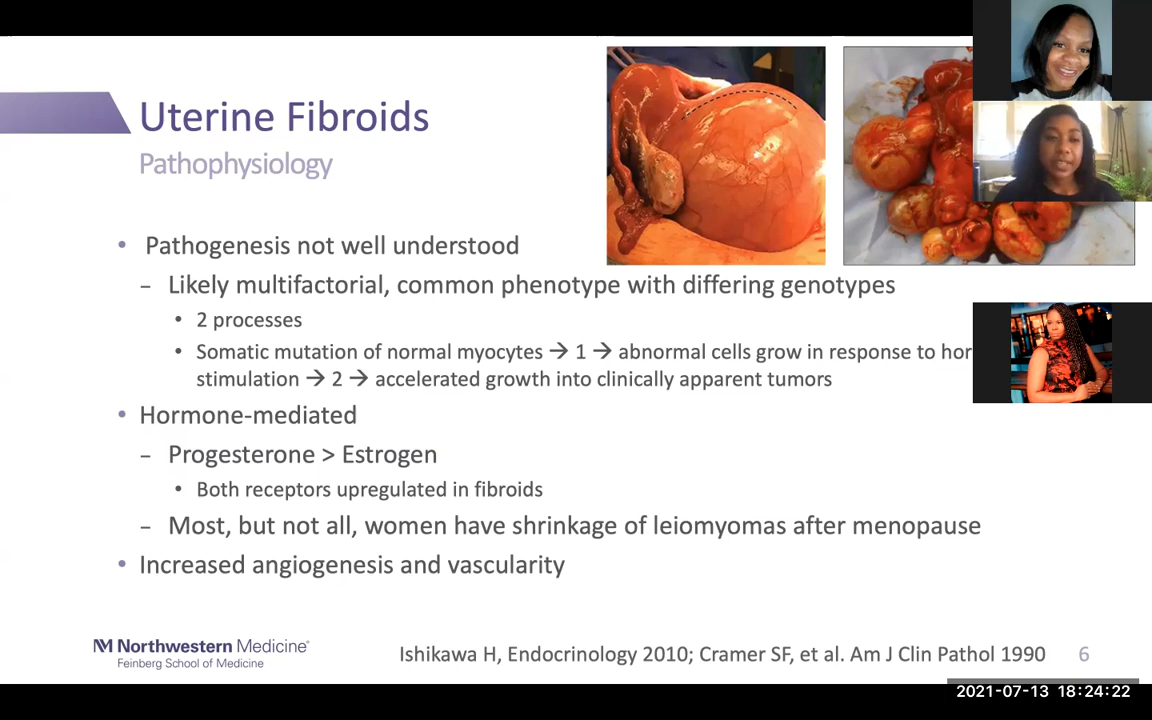 Uterine Fibroids
Pathophysiology
• Pathogenesis not well understood
– Likely multifactorial, common phenotype with differing genotypes
• 2 processes
• Somatic mutation of normal myocytes → 1 → abnormal cells grow in response to hor
stimulation → 2 → accelerated growth into clinically apparent tumors
• Hormone-mediated
– Progesterone > Estrogen
• Both receptors upregulated in fibroids
– Most, but not all, women have shrinkage of leiomyomas after menopause
• Increased angiogenesis and vascularity
NM Northwestern Medicine®
Feinberg School of Medicine
Ishikawa H, Endocrinology 2010; Cramer SF, et al. Am J Clin Pathol 1990 6
2021-07-13 18:24:22